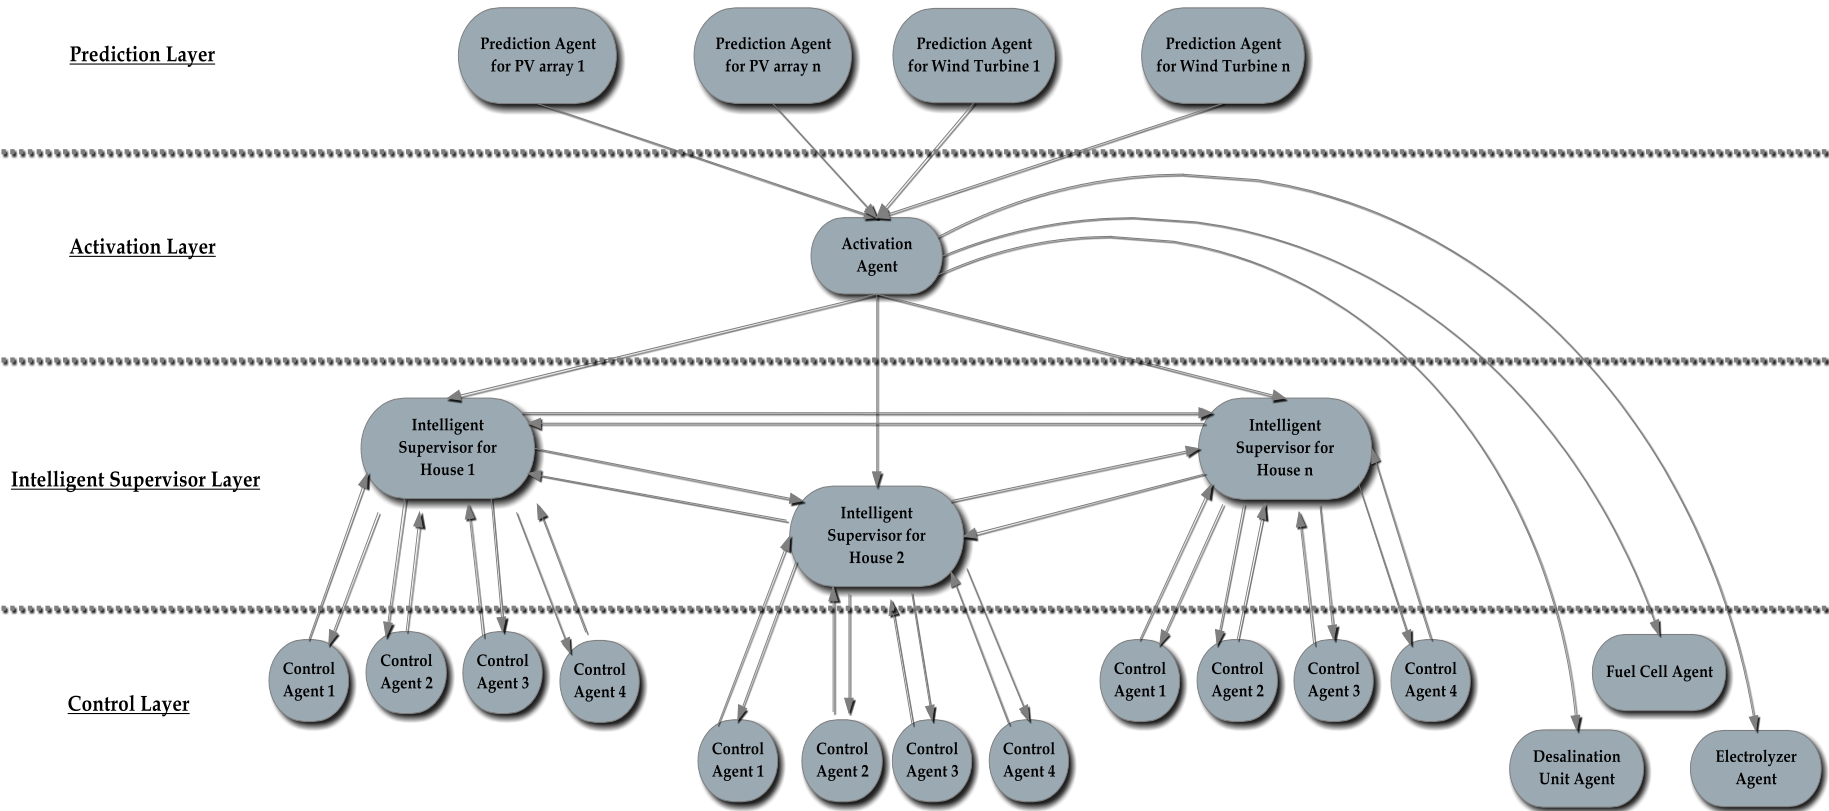 Prediction Layer
Prediction Agent
for PV array 1
Prediction Agent
for PV array n
Prediction Agent
for Wind Turbine 1
Prediction Agent
for Wind Turbine n
Activation Layer
Activation
Agent
Intelligent Supervisor Layer
Intelligent
Supervisor for
House 1
Intelligent
Supervisor for
House 2
Intelligent
Supervisor for
House n
Control Layer
Control
Agent 1
Control
Agent 2
Control
Agent 3
Control
Agent 4
Control
Agent 1
Control
Agent 2
Control
Agent 3
Control
Agent 4
Control
Agent 1
Control
Agent 2
Control
Agent 3
Control
Agent 4
Fuel Cell Agent
Desalination
Unit Agent
Electrolyzer
Agent